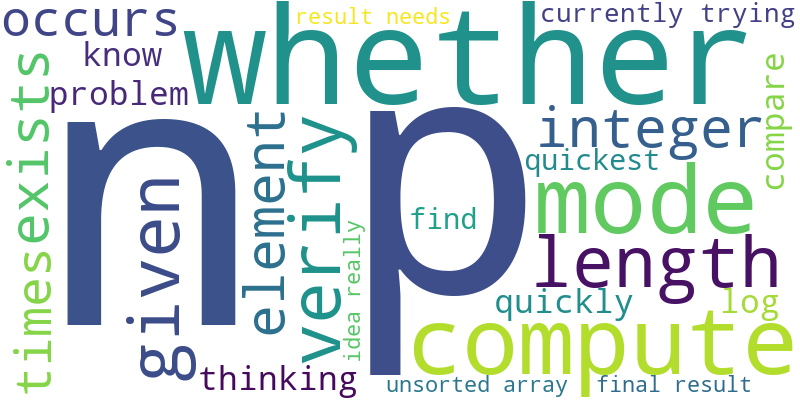 occurs
whether
result needs
currently trying
know
problem
n
p
integer
compare
exists
times
given
element
verify
quickest
mode
find
length
idea really
quickly
log
compute
thinking
unsorted array
final result